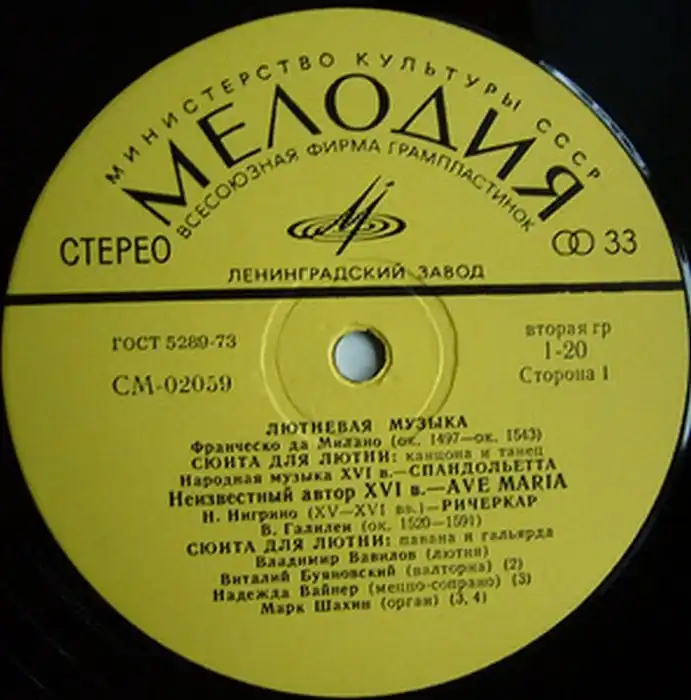 МИНИСТЕРСТВО КУЛЬТУРЫ СССР
МЕЛОДИЯ
ВСЕСОЮЗНАЯ ФИРМА ГРАМПЛАСТИНОК
СТЕРЕО
33
ЛЕНИНГРАДСКИЙ ЗАВОД
ГОСТ 5289-73
вторая гр
1-20
СМ-02059
Сторона 1
ЛЮТНЕВАЯ МУЗЫКА
Франческо да Милано (ок. 1497—ок. 1543)
СЮИТА ДЛЯ ЛЮТНИ: канцона и танец
Народная музыка XVI в.—СПАНДОЛЬЕТТА
Неизвестный автор XVI в.—AVE MARIA
Н. Нигрино (XV—XVI вв.)—РИЧЕРКАР
В. Галилеи (ок. 1520—1591)
СЮИТА ДЛЯ ЛЮТНИ: павана и гальярда
Владимир Вавилов (лютня)
Виталий Буяновский (валторна) (2)
Надежда Вайнер (меццо-сопрано) (3)
Марк Шахин (орган) (3, 4)